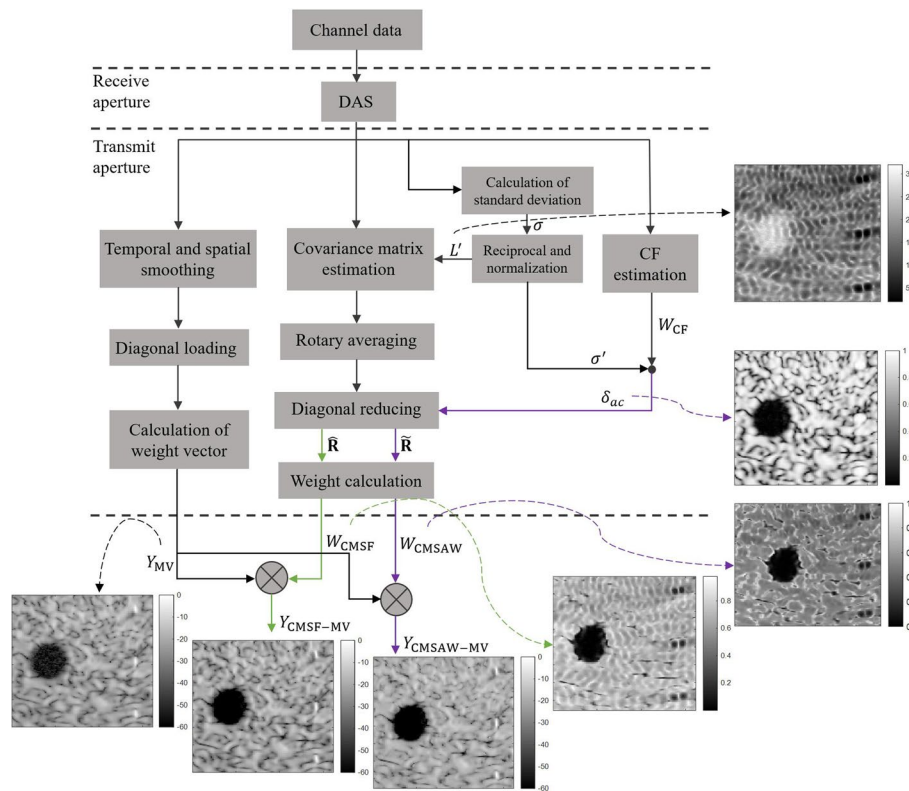 Channel data
Receive
aperture
DAS
Transmit
aperture
Calculation of
standard deviation
σ
Temporal and spatial
smoothing
Covariance matrix
estimation
L′
Reciprocal and
normalization
CF
estimation
W_CF
Diagonal loading
Rotary averaging
σ′
δ_ac
Calculation of
weight vector
Diagonal reducing
R̂
R̃
Weight calculation
W_CMSF
W_CMSAW
Y_MV
Y_CMSF−MV
Y_CMSAW−MV
0
-10
-20
-30
-40
-50
-60
0
-10
-20
-30
-40
-50
-60
0
-10
-20
-30
-40
-50
-60
0.8
0.6
0.4
0.2